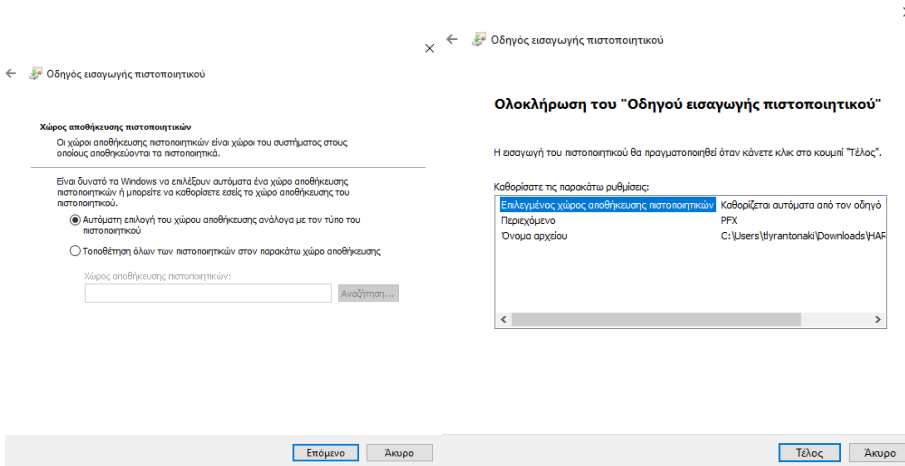 Οδηγός εισαγωγής πιστοποιητικού
Χώρος αποθήκευσης πιστοποιητικών
Οι χώροι αποθήκευσης πιστοποιητικών είναι χώροι του συστήματος στους
οποίους αποθηκεύονται τα πιστοποιητικά.
Είναι δυνατό τα Windows να επιλέξουν αυτόματα ένα χώρο αποθήκευσης
πιστοποιητικών ή μπορείτε να καθορίσετε εσείς το χώρο αποθήκευσης του
πιστοποιητικού.
Αυτόματη επιλογή του χώρου αποθήκευσης ανάλογα με τον τύπο του
πιστοποιητικού
Τοποθέτηση όλων των πιστοποιητικών στον παρακάτω χώρο αποθήκευσης
Χώρος αποθήκευσης πιστοποιητικών:
Αναζήτηση...
Επόμενο
Άκυρο
Οδηγός εισαγωγής πιστοποιητικού
Ολοκλήρωση του "Οδηγού εισαγωγής πιστοποιητικού"
Η εισαγωγή του πιστοποιητικού θα πραγματοποιηθεί όταν κάνετε κλικ στο κουμπί "Τέλος".
Καθορίσατε τις παρακάτω ρυθμίσεις:
Επιλεγμένος χώρος αποθήκευσης πιστοποιητικών Καθορίζεται αυτόματα από τον οδηγό
Περιεχόμενο PFX
Όνομα αρχείου C:\Users\tlyrantonaki\Downloads\HAR
Τέλος
Άκυρο